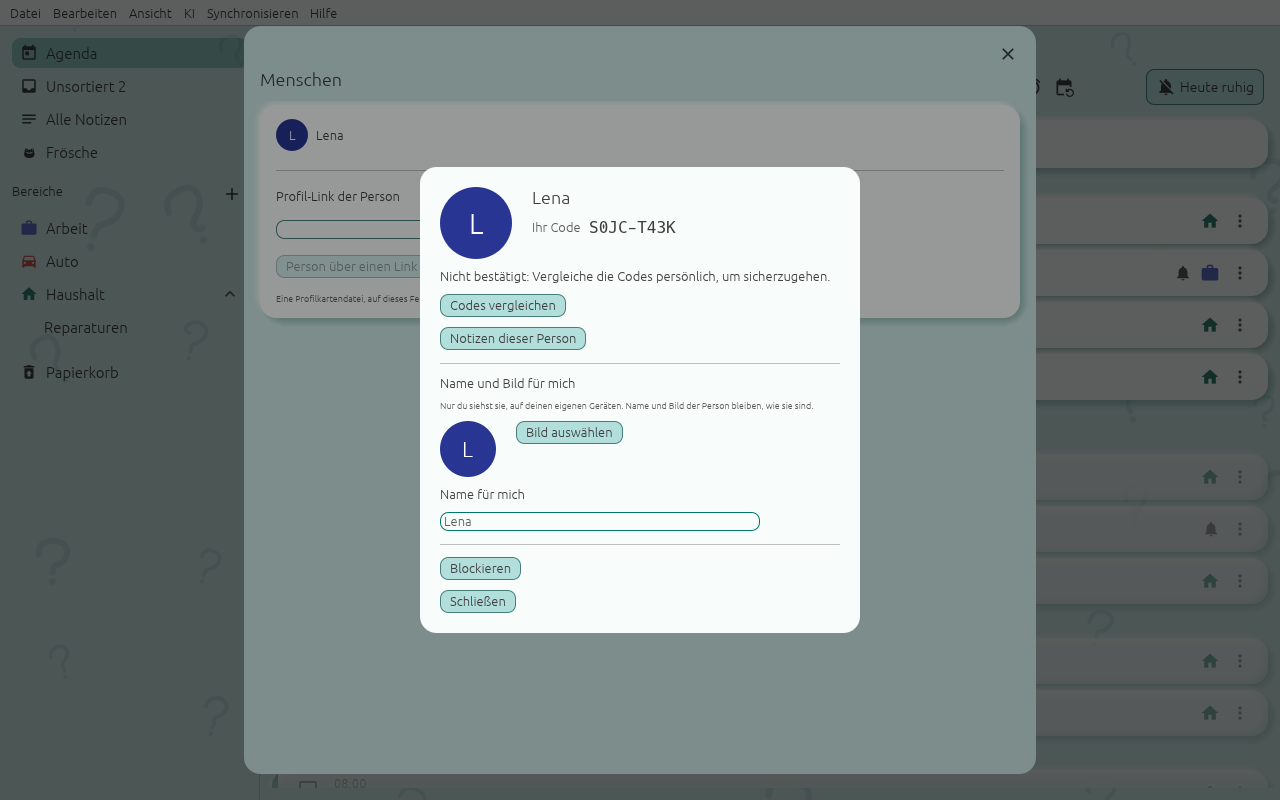 Datei Bearbeiten Ansicht KI Synchronisieren Hilfe
Agenda
Unsortiert 2
Alle Notizen
Frösche
Bereiche
Arbeit
Auto
Haushalt
Reparaturen
Papierkorb
Heute ruhig
Menschen
L Lena
Profil-Link der Person
Person über einen Link
Eine Profilkartendatei, auf dieses Fe
L
Lena
Ihr Code S0JC-T43K
Nicht bestätigt: Vergleiche die Codes persönlich, um sicherzugehen.
Codes vergleichen
Notizen dieser Person
Name und Bild für mich
Nur du siehst sie, auf deinen eigenen Geräten. Name und Bild der Person bleiben, wie sie sind.
L
Bild auswählen
Name für mich
Lena
Blockieren
Schließen
08:00